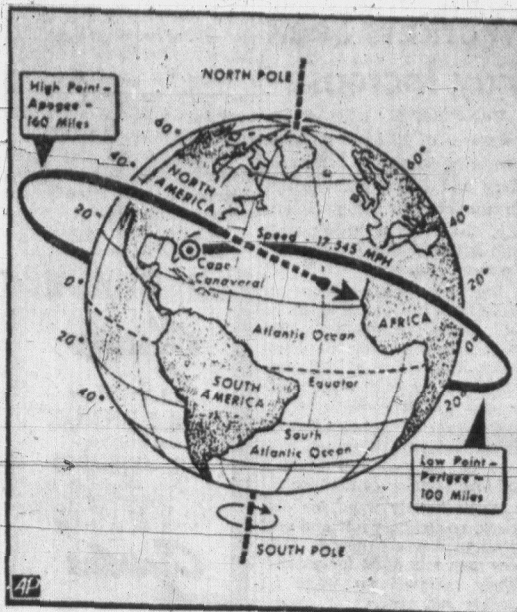 NORTH POLE
High Point –
Apogee –
160 Miles
60°
60°
40°
NORTH
AMERICA
40°
20°
Speed – 17,545 MPH
Cape
Canaveral
20°
0°
AFRICA
Atlantic Ocean
0°
20°
SOUTH
AMERICA
Equator
20°
40°
South
Atlantic Ocean
Low Point –
Perigee –
100 Miles
SOUTH POLE
AP